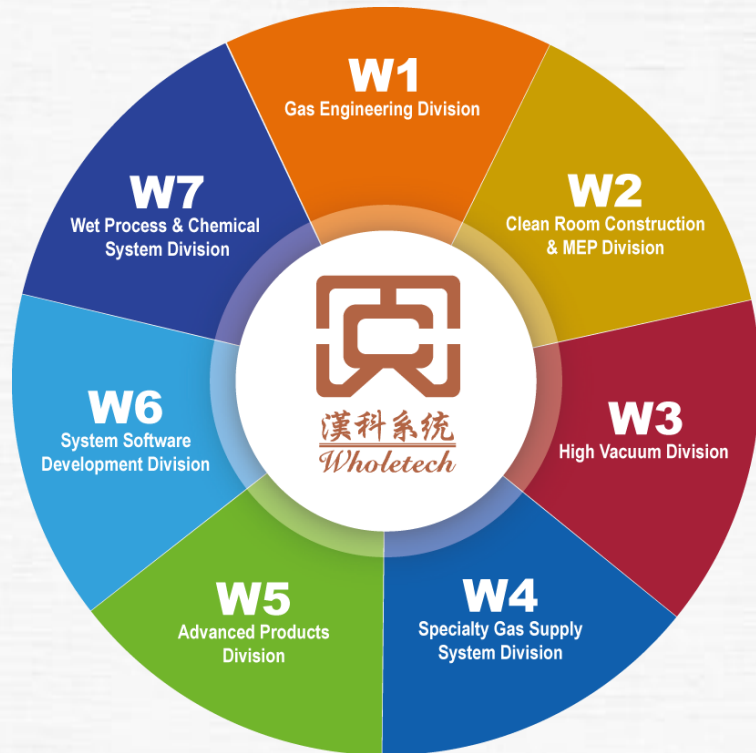 W1
Gas Engineering Division
W2
Clean Room Construction
& MEP Division
W3
High Vacuum Division
W4
Specialty Gas Supply
System Division
W5
Advanced Products
Division
W6
System Software
Development Division
W7
Wet Process & Chemical
System Division
漢科系统
Wholetech